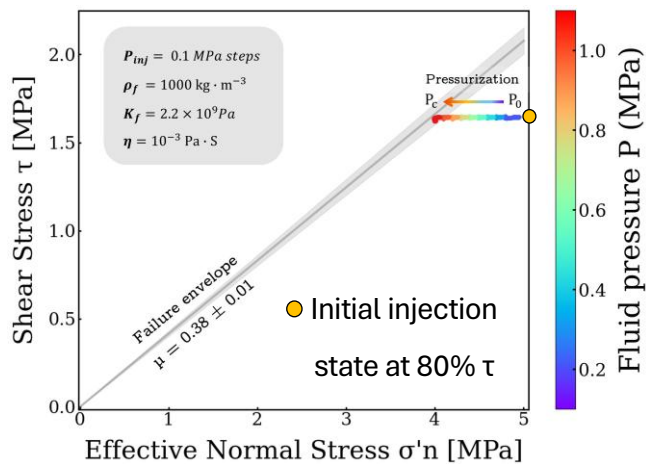 2.0
1.5
1.0
0.5
0.0
Shear Stress τ [MPa]
P_inj = 0.1 MPa steps
ρ_f = 1000 kg · m⁻³
K_f = 2.2 × 10⁹Pa
η = 10⁻³ Pa · S
Pressurization
P_c P_0
Failure envelope
μ = 0.38 ± 0.01
Initial injection
state at 80% τ
0 1 2 3 4 5
Effective Normal Stress σ'n [MPa]
1.0
0.8
0.6
0.4
0.2
Fluid pressure P (MPa)